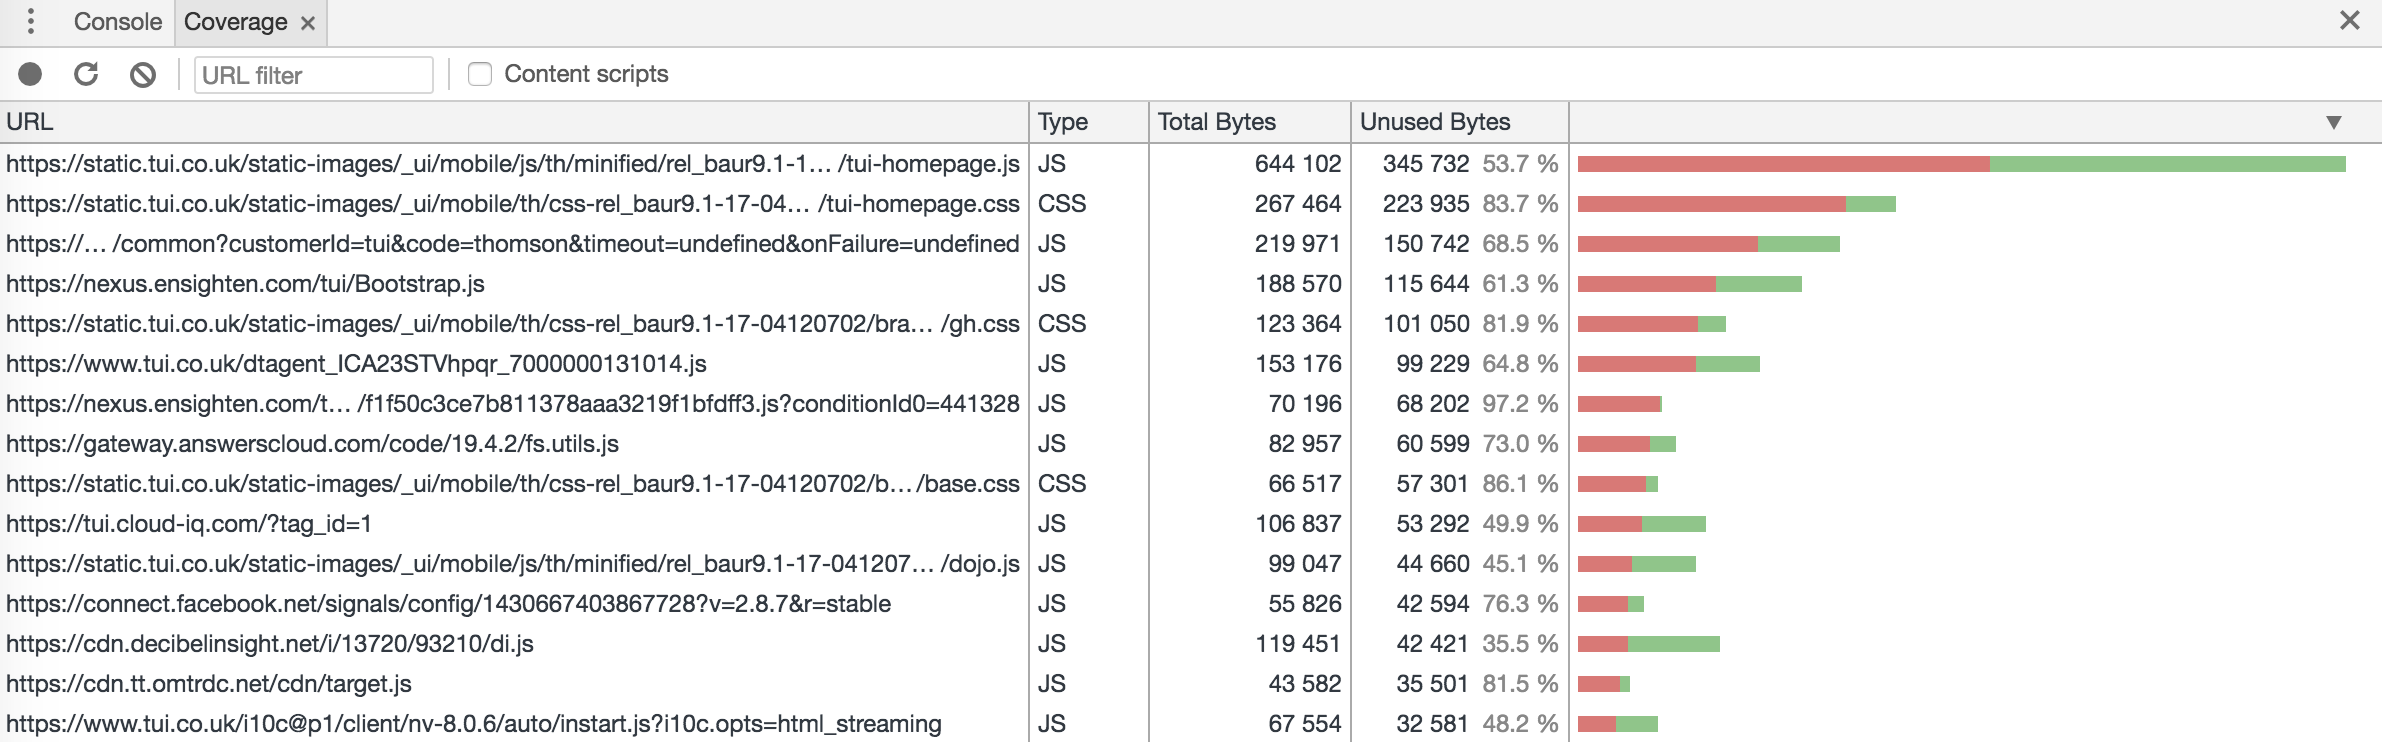 Console Coverage ×
URL filter Content scripts
URL Type Total Bytes Unused Bytes ▼
https://static.tui.co.uk/static-images/_ui/mobile/js/th/minified/rel_baur9.1-1… /tui-homepage.js JS 644 102 345 732 53.7 %
https://static.tui.co.uk/static-images/_ui/mobile/th/css-rel_baur9.1-17-04… /tui-homepage.css CSS 267 464 223 935 83.7 %
https://… /common?customerId=tui&code=thomson&timeout=undefined&onFailure=undefined JS 219 971 150 742 68.5 %
https://nexus.ensighten.com/tui/Bootstrap.js JS 188 570 115 644 61.3 %
https://static.tui.co.uk/static-images/_ui/mobile/th/css-rel_baur9.1-17-04120702/bra… /gh.css CSS 123 364 101 050 81.9 %
https://www.tui.co.uk/dtagent_ICA23STVhpqr_7000000131014.js JS 153 176 99 229 64.8 %
https://nexus.ensighten.com/t… /f1f50c3ce7b811378aaa3219f1bfdff3.js?conditionId0=441328 JS 70 196 68 202 97.2 %
https://gateway.answerscloud.com/code/19.4.2/fs.utils.js JS 82 957 60 599 73.0 %
https://static.tui.co.uk/static-images/_ui/mobile/th/css-rel_baur9.1-17-04120702/b… /base.css CSS 66 517 57 301 86.1 %
https://tui.cloud-iq.com/?tag_id=1 JS 106 837 53 292 49.9 %
https://static.tui.co.uk/static-images/_ui/mobile/js/th/minified/rel_baur9.1-17-041207… /dojo.js JS 99 047 44 660 45.1 %
https://connect.facebook.net/signals/config/1430667403867728?v=2.8.7&r=stable JS 55 826 42 594 76.3 %
https://cdn.decibelinsight.net/i/13720/93210/di.js JS 119 451 42 421 35.5 %
https://cdn.tt.omtrdc.net/cdn/target.js JS 43 582 35 501 81.5 %
https://www.tui.co.uk/i10c@p1/client/nv-8.0.6/auto/instart.js?i10c.opts=html_streaming JS 67 554 32 581 48.2 %